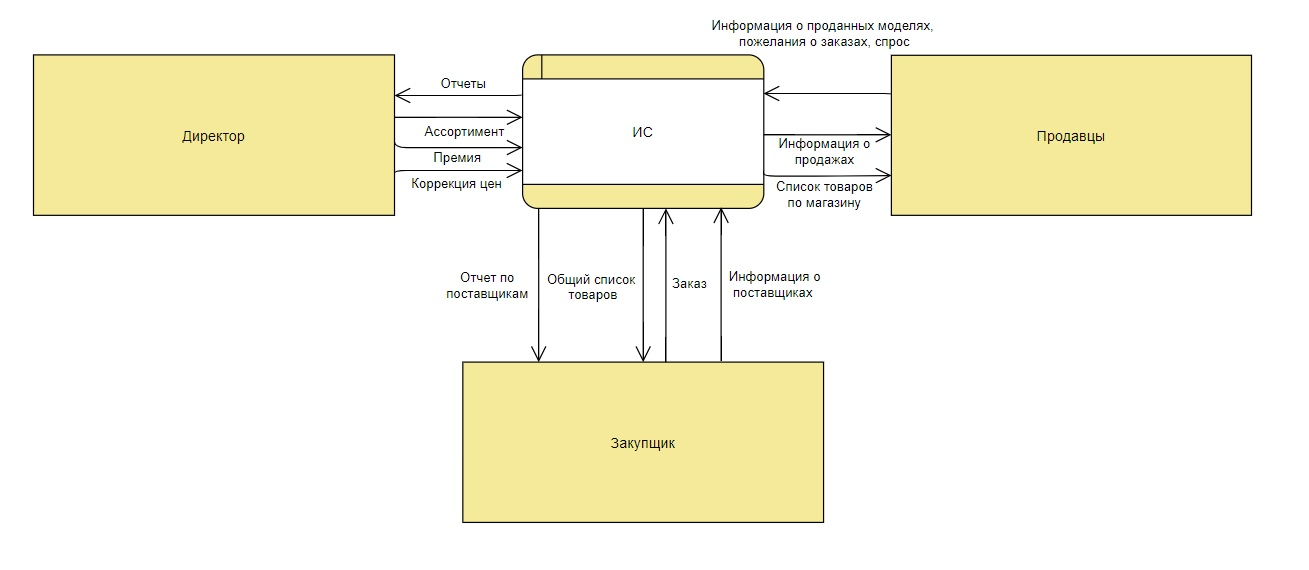 Информация о проданных моделях,
пожелания о заказах, спрос
Отчеты
Директор
Ассортимент
Премия
Коррекция цен
ИС
Информация о
продажах
Список товаров
по магазину
Продавцы
Отчет по
поставщикам
Общий список
товаров
Заказ
Информация о
поставщиках
Закупщик